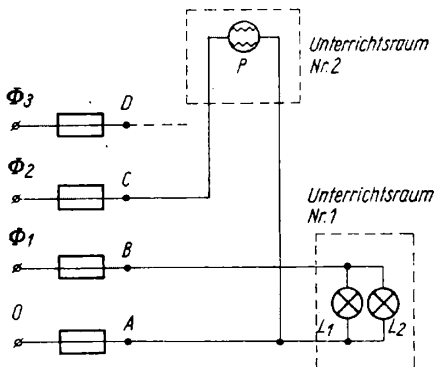 Unterrichtsraum
Nr. 2
P
Φ3
D
Φ2
C
Unterrichtsraum
Nr. 1
Φ1
B
0
A
L1
L2